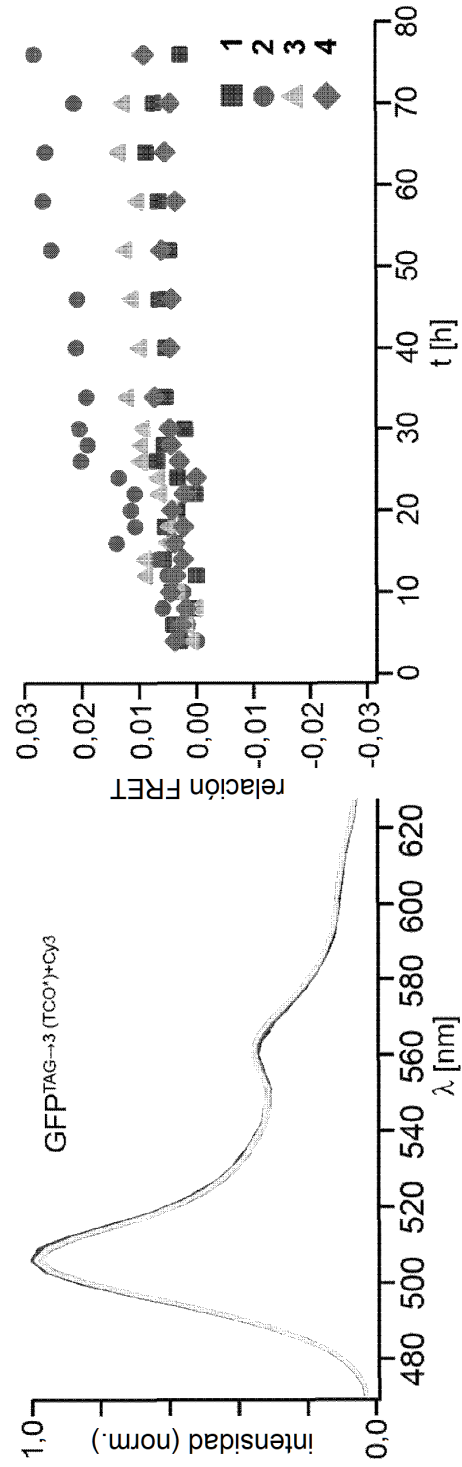 GFP^TAG→3 (TCO*)+Cy3
intensidad (norm.)
1,0
0,0
480 500 520 540 560 580 600 620
λ [nm]
relación FRET
0,03
0,02
0,01
0,00
-0,01
-0,02
-0,03
0 10 20 30 40 50 60 70 80
t [h]
1
2
3
4